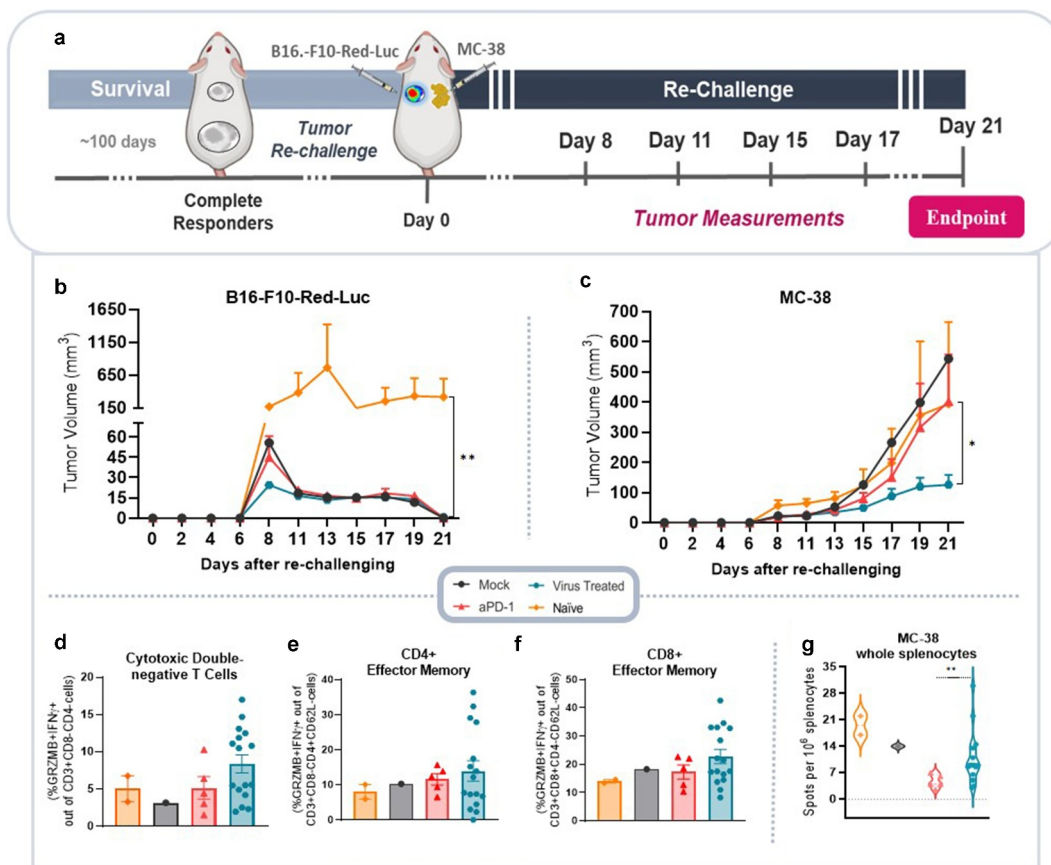 a
B16.-F10-Red-Luc
MC-38
Survival
Re-Challenge
~100 days
Tumor
Re-challenge
Day 8
Day 11
Day 15
Day 17
Day 21
Complete
Responders
Day 0
Tumor Measurements
Endpoint
b
B16-F10-Red-Luc
Tumor Volume (mm3)
1650
1150
650
150
60
45
30
15
0
**
0 2 4 6 8 11 13 15 17 19 21
Days after re-challenging
c
MC-38
Tumor Volume (mm3)
700
600
500
400
300
200
100
0
*
0 2 4 6 8 11 13 15 17 19 21
Days after re-challenging
Mock
Virus Treated
aPD-1
Naïve
d
Cytotoxic Double-
negative T Cells
(%GRZMB+IFNγ+
out of CD3+CD8-CD4-cells)
20
15
10
5
0
e
CD4+
Effector Memory
(%GRZMB+IFNγ+ out of
CD3+CD8-CD4+CD62L-cells)
40
30
20
10
0
f
CD8+
Effector Memory
(%GRZMB+IFNγ+ out of
CD3+CD8+CD4-CD62L-cells)
50
40
30
20
10
0
g
MC-38
whole splenocytes
Spots per 10^6 splenocytes
35
28
21
14
7
0
**